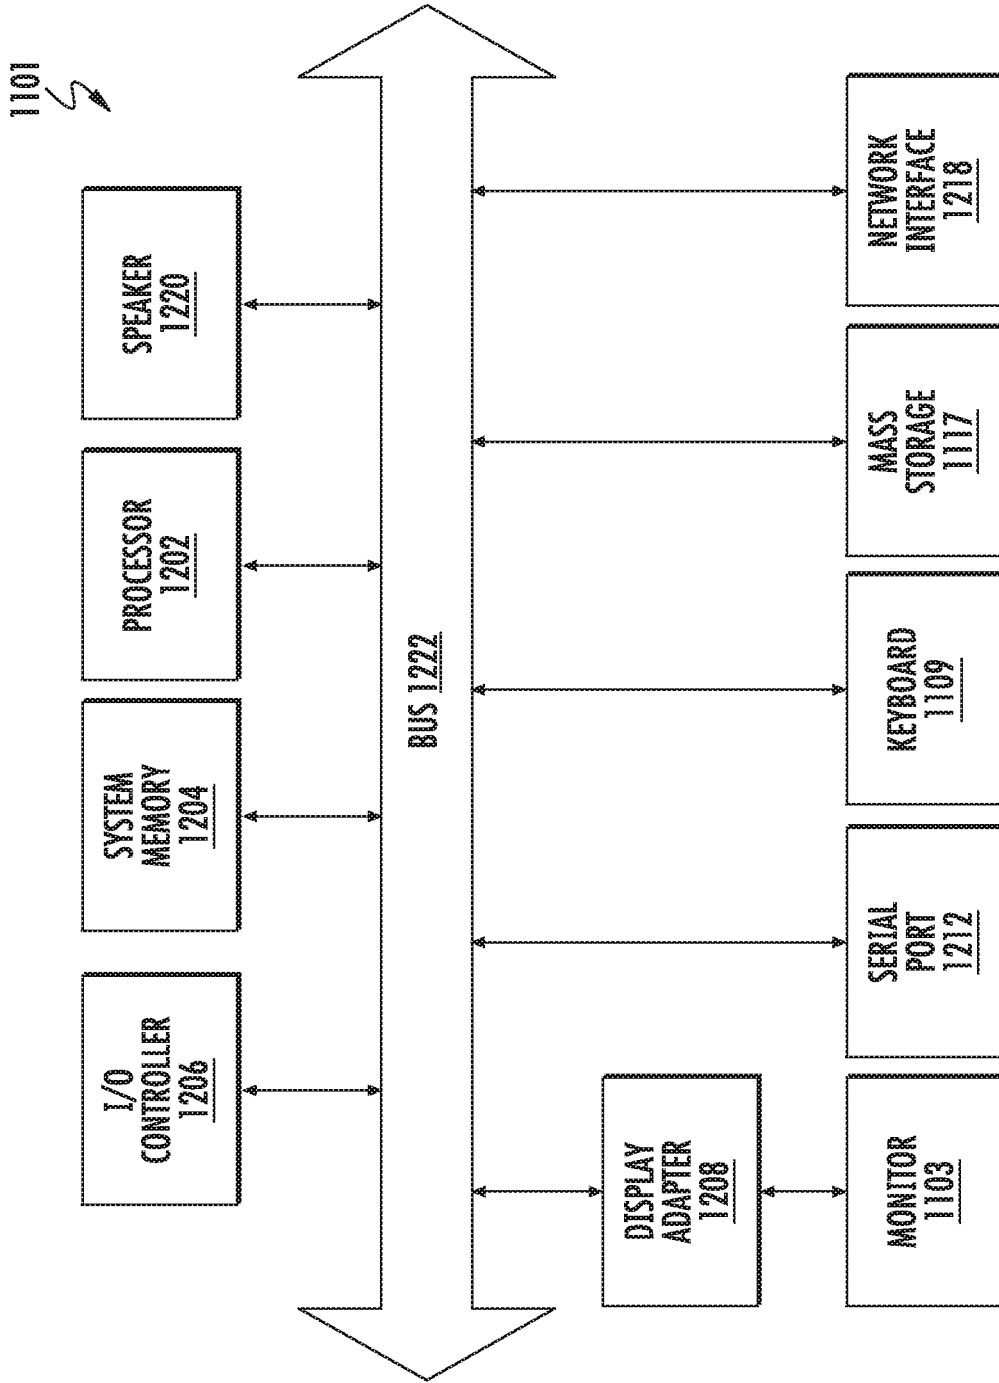 1101
I/O
CONTROLLER
1206
SYSTEM
MEMORY
1204
PROCESSOR
1202
SPEAKER
1220
BUS 1222
DISPLAY
ADAPTER
1208
MONITOR
1103
SERIAL
PORT
1212
KEYBOARD
1109
MASS
STORAGE
1117
NETWORK
INTERFACE
1218